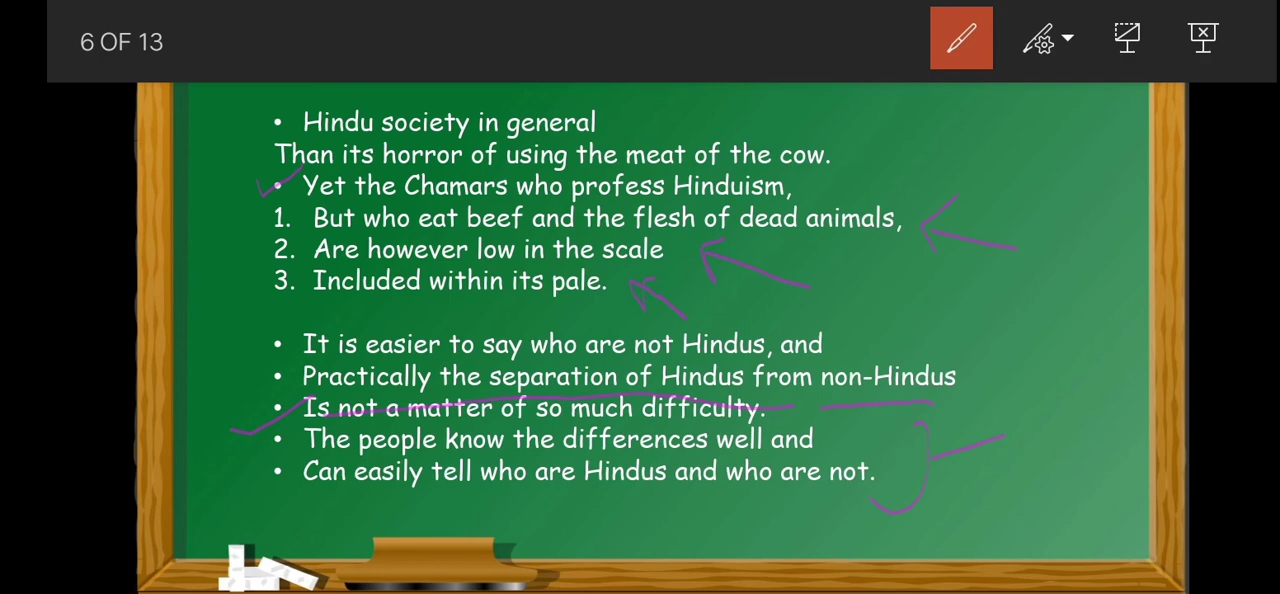 6 OF 13
• Hindu society in general
Than its horror of using the meat of the cow.
• Yet the Chamars who profess Hinduism,
1. But who eat beef and the flesh of dead animals,
2. Are however low in the scale
3. Included within its pale.
• It is easier to say who are not Hindus, and
• Practically the separation of Hindus from non-Hindus
• Is not a matter of so much difficulty.
• The people know the differences well and
• Can easily tell who are Hindus and who are not.